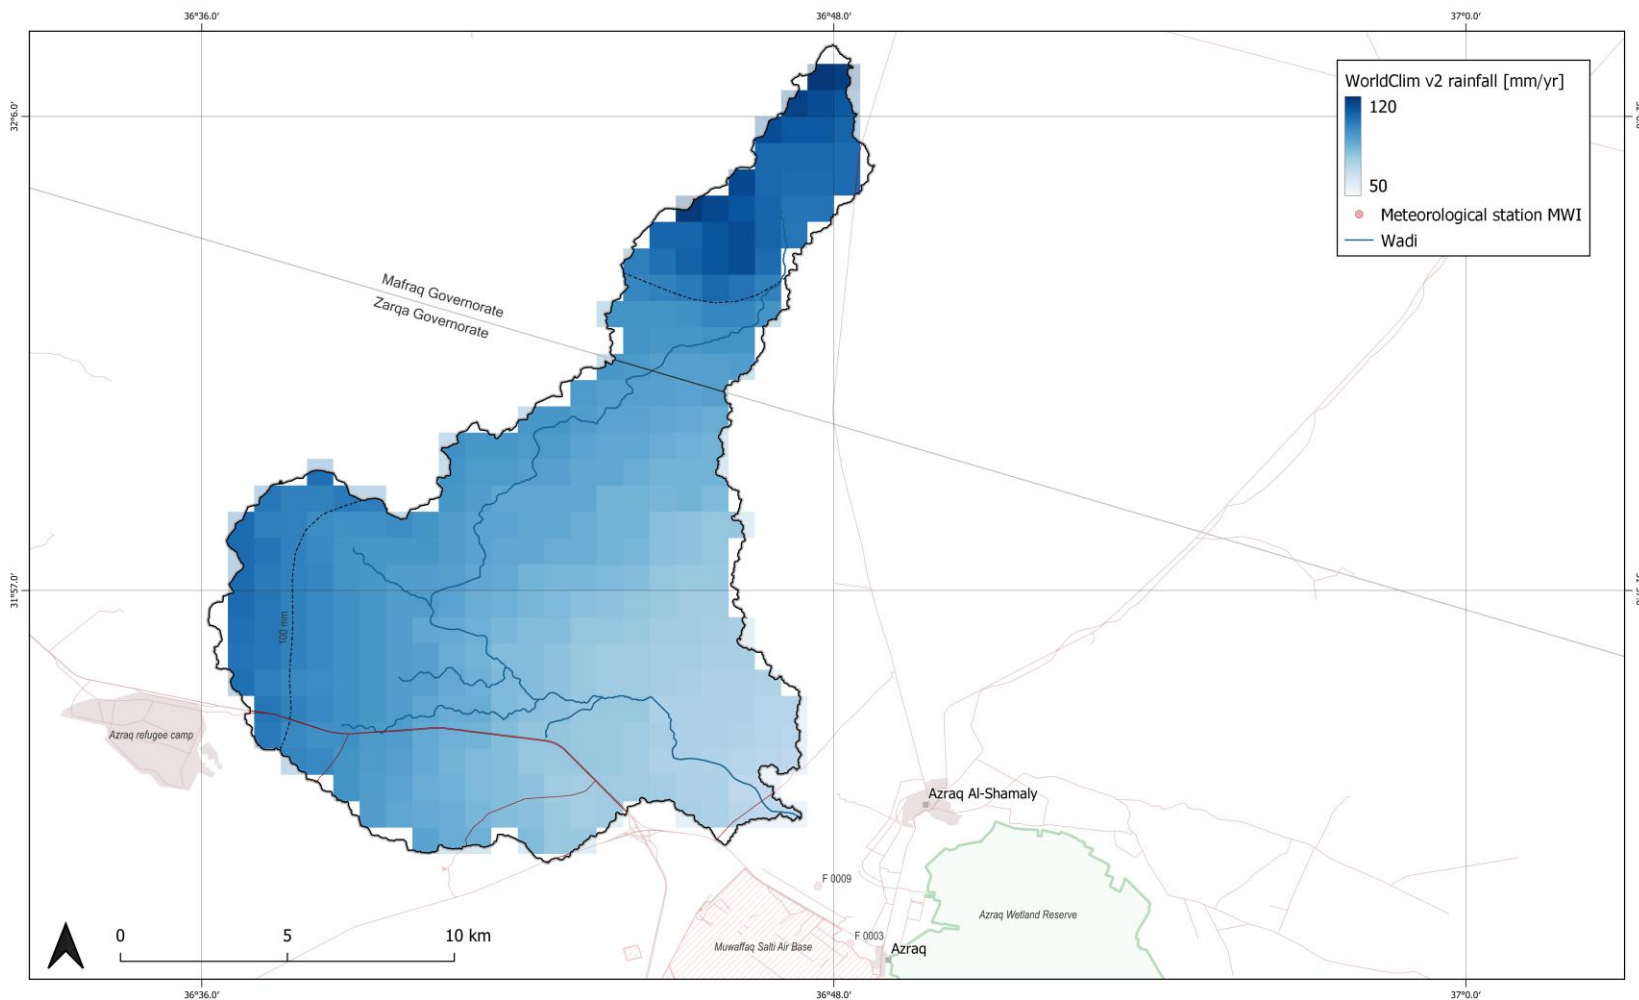 36°36.0′
36°48.0′
37°0.0′
WorldClim v2 rainfall [mm/yr]
120
50
Meteorological station MWI
Wadi
32°6.0′
Mafraq Governorate
Zarqa Governorate
31°57.0′
100 mm
Azraq refugee camp
Azraq Al-Shamaly
F 0009
Azraq Wetland Reserve
F 0003
Muwaffaq Salti Air Base
Azraq
0
5
10 km
36°36.0′
36°48.0′
37°0.0′